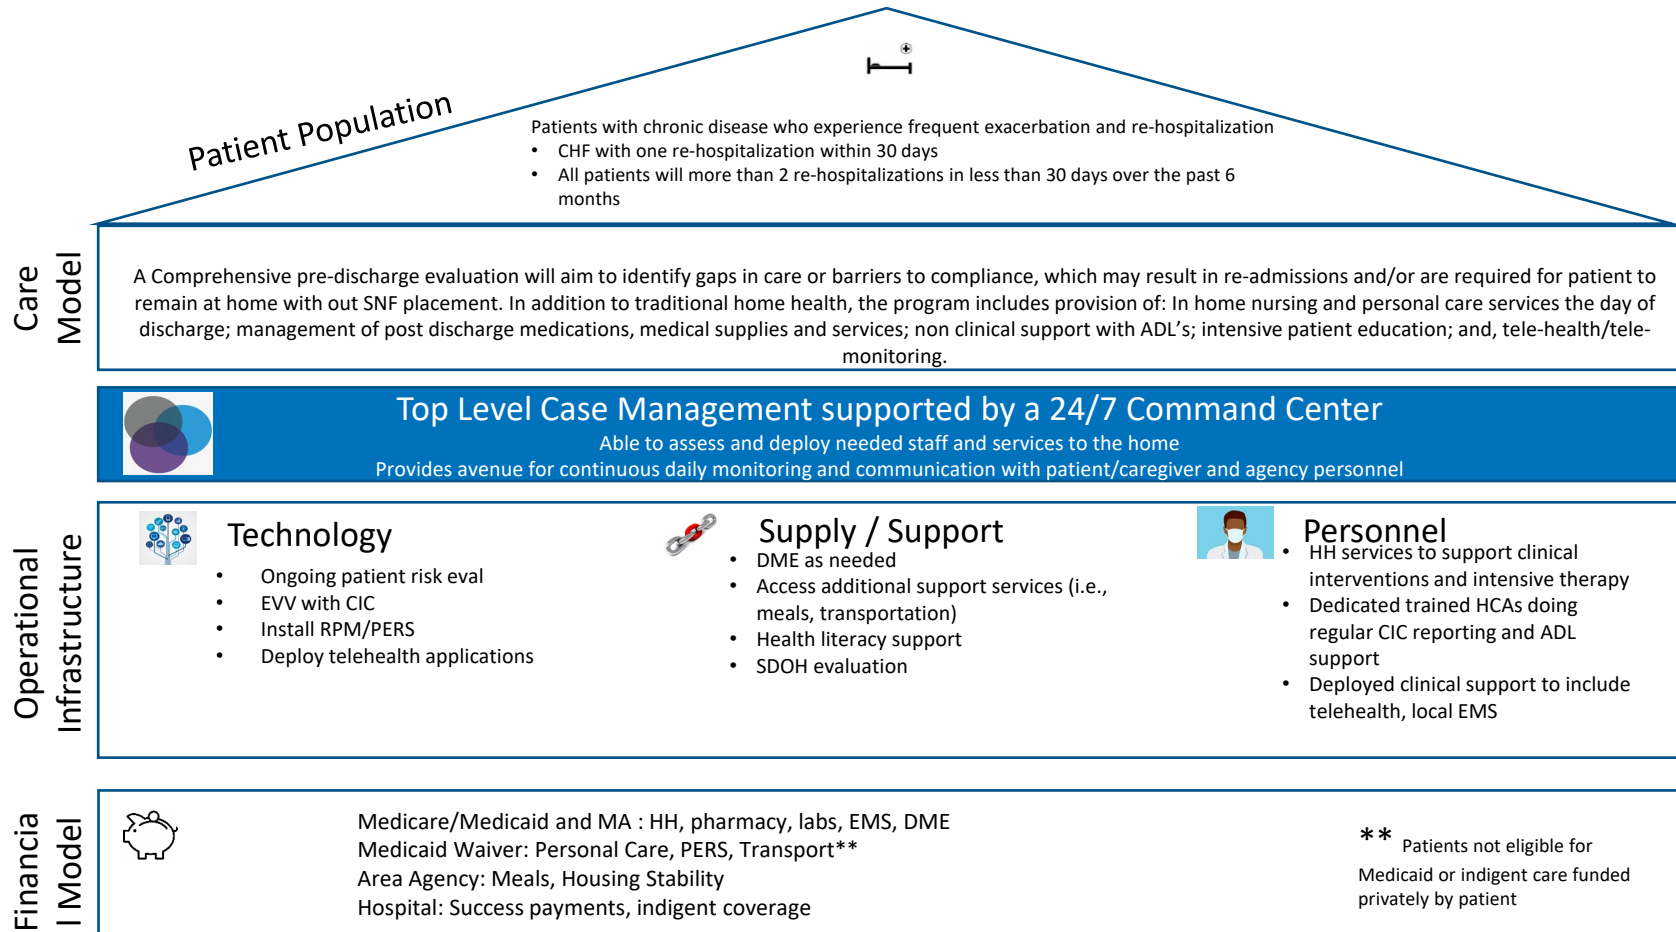 Patient Population
Patients with chronic disease who experience frequent exacerbation and re-hospitalization
• CHF with one re-hospitalization within 30 days
• All patients will more than 2 re-hospitalizations in less than 30 days over the past 6
months
Care
Model
A Comprehensive pre-discharge evaluation will aim to identify gaps in care or barriers to compliance, which may result in re-admissions and/or are required for patient to
remain at home with out SNF placement. In addition to traditional home health, the program includes provision of: In home nursing and personal care services the day of
discharge; management of post discharge medications, medical supplies and services; non clinical support with ADL’s; intensive patient education; and, tele-health/tele-
monitoring.
Top Level Case Management supported by a 24/7 Command Center
Able to assess and deploy needed staff and services to the home
Provides avenue for continuous daily monitoring and communication with patient/caregiver and agency personnel
Operational
Infrastructure
Technology
• Ongoing patient risk eval
• EVV with CIC
• Install RPM/PERS
• Deploy telehealth applications
Supply / Support
• DME as needed
• Access additional support services (i.e.,
meals, transportation)
• Health literacy support
• SDOH evaluation
Personnel
• HH services to support clinical
interventions and intensive therapy
• Dedicated trained HCAs doing
regular CIC reporting and ADL
support
• Deployed clinical support to include
telehealth, local EMS
Financia
l Model
Medicare/Medicaid and MA : HH, pharmacy, labs, EMS, DME
Medicaid Waiver: Personal Care, PERS, Transport**
Area Agency: Meals, Housing Stability
Hospital: Success payments, indigent coverage
** Patients not eligible for
Medicaid or indigent care funded
privately by patient